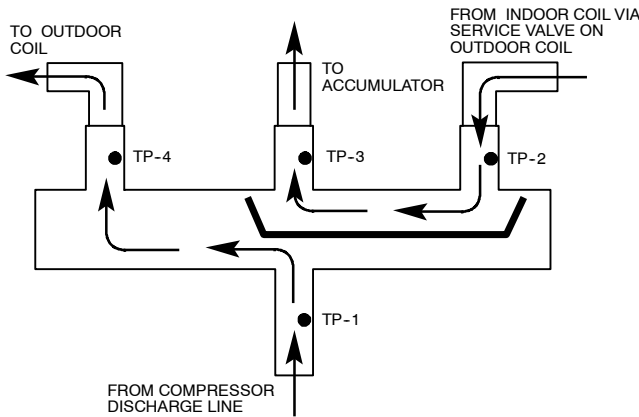 TO OUTDOOR
COIL
TO
ACCUMULATOR
FROM INDOOR COIL VIA
SERVICE VALVE ON
OUTDOOR COIL
TP-4
TP-3
TP-2
TP-1
FROM COMPRESSOR
DISCHARGE LINE